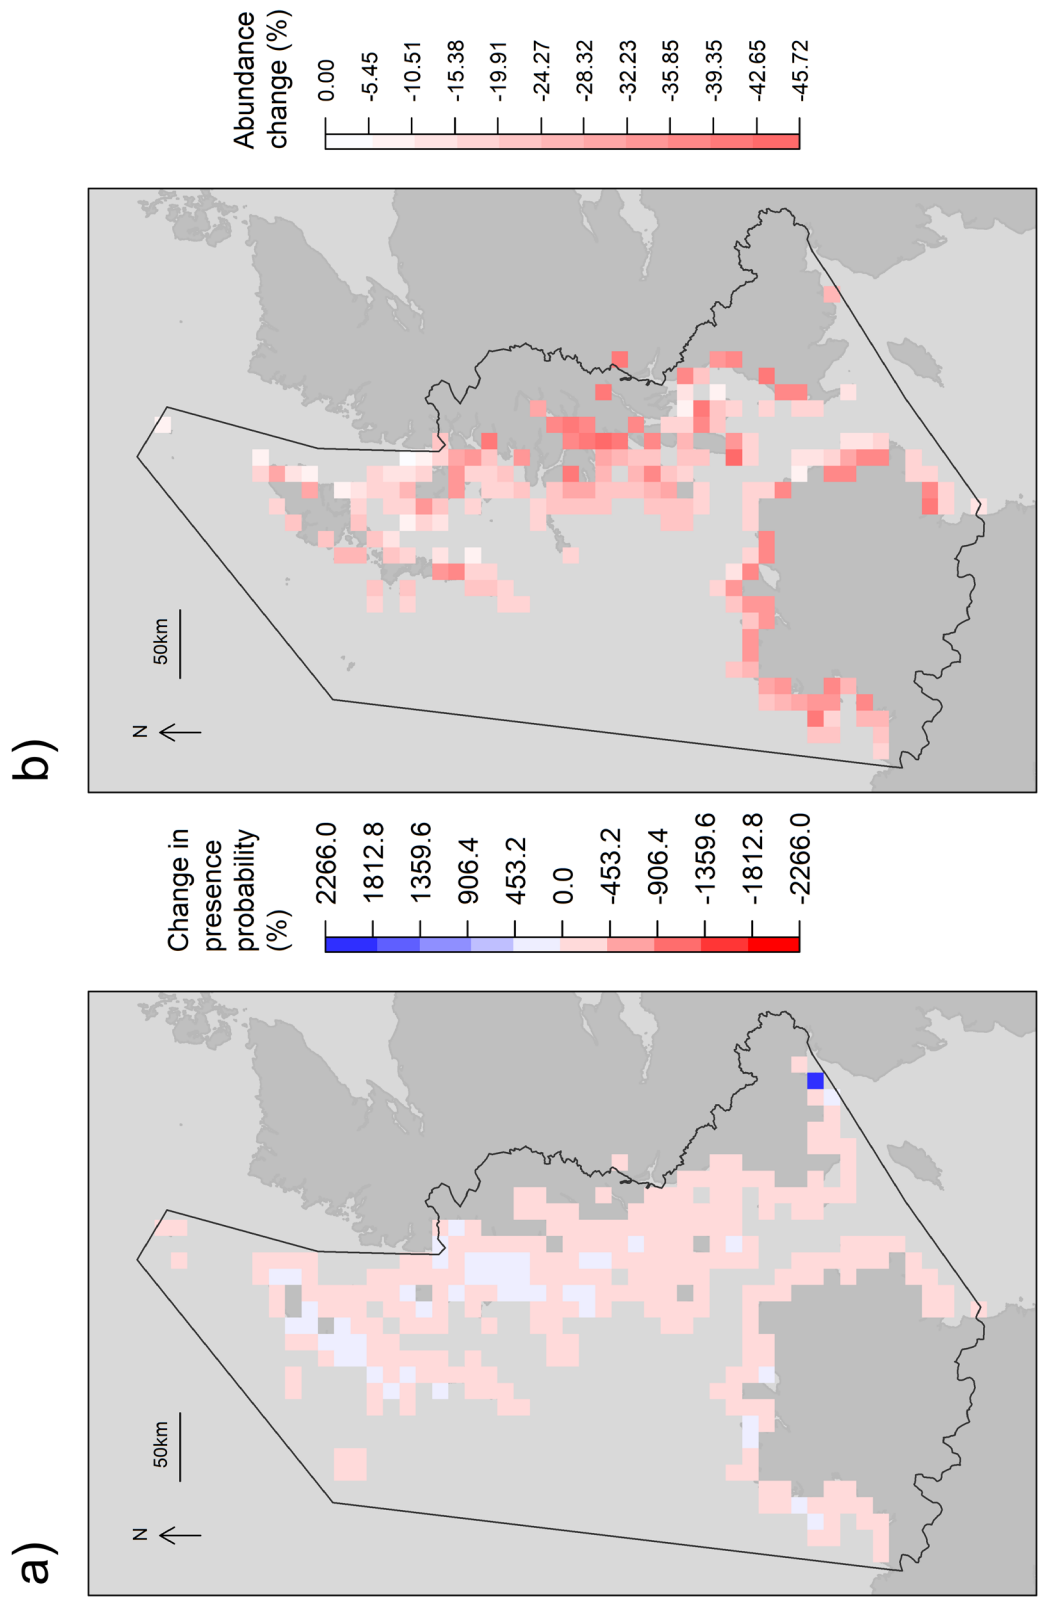 a)
N
50km
Change in
presence
probability
(%)
2266.0
1812.8
1359.6
906.4
453.2
0.0
-453.2
-906.4
-1359.6
-1812.8
-2266.0
b)
N
50km
Abundance
change (%)
0.00
-5.45
-10.51
-15.38
-19.91
-24.27
-28.32
-32.23
-35.85
-39.35
-42.65
-45.72